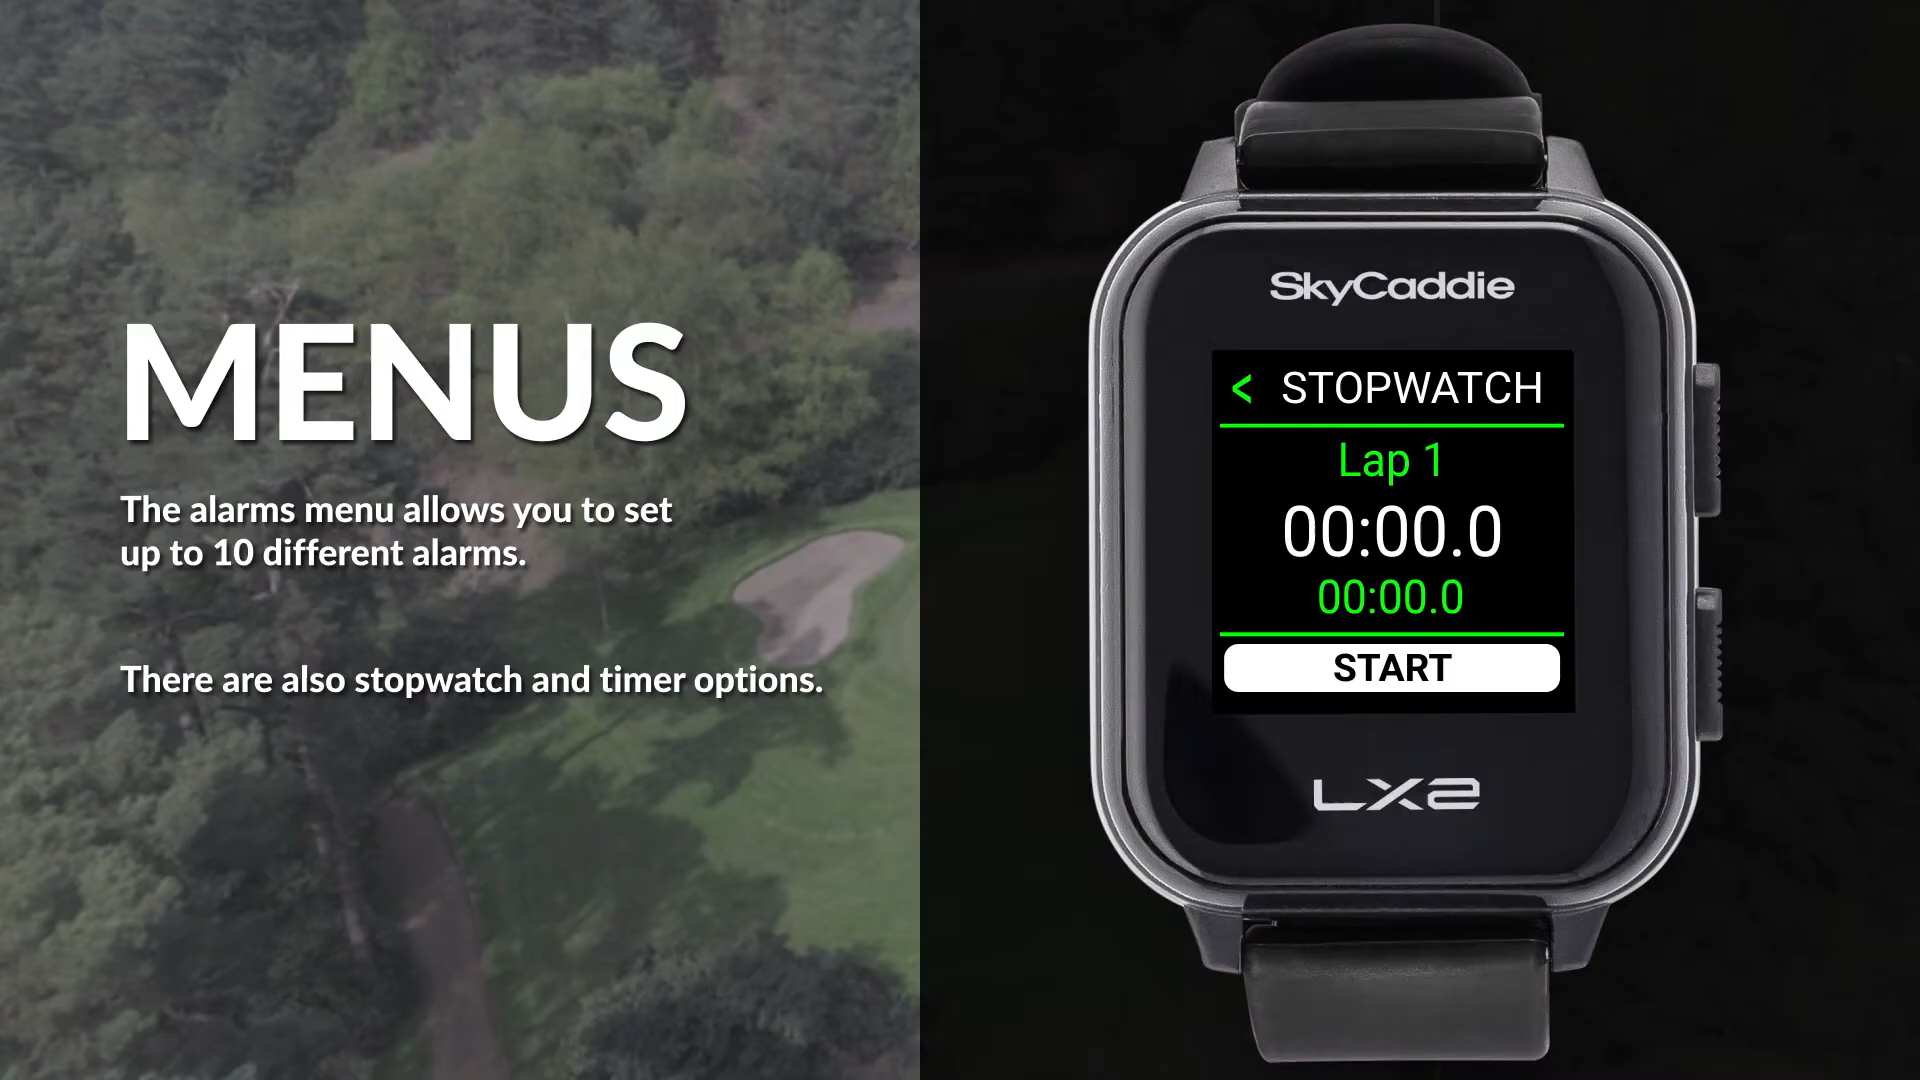 MENUS
The alarms menu allows you to set
up to 10 different alarms.
There are also stopwatch and timer options.
SkyCaddie
< STOPWATCH
Lap 1
00:00.0
00:00.0
START
LX2